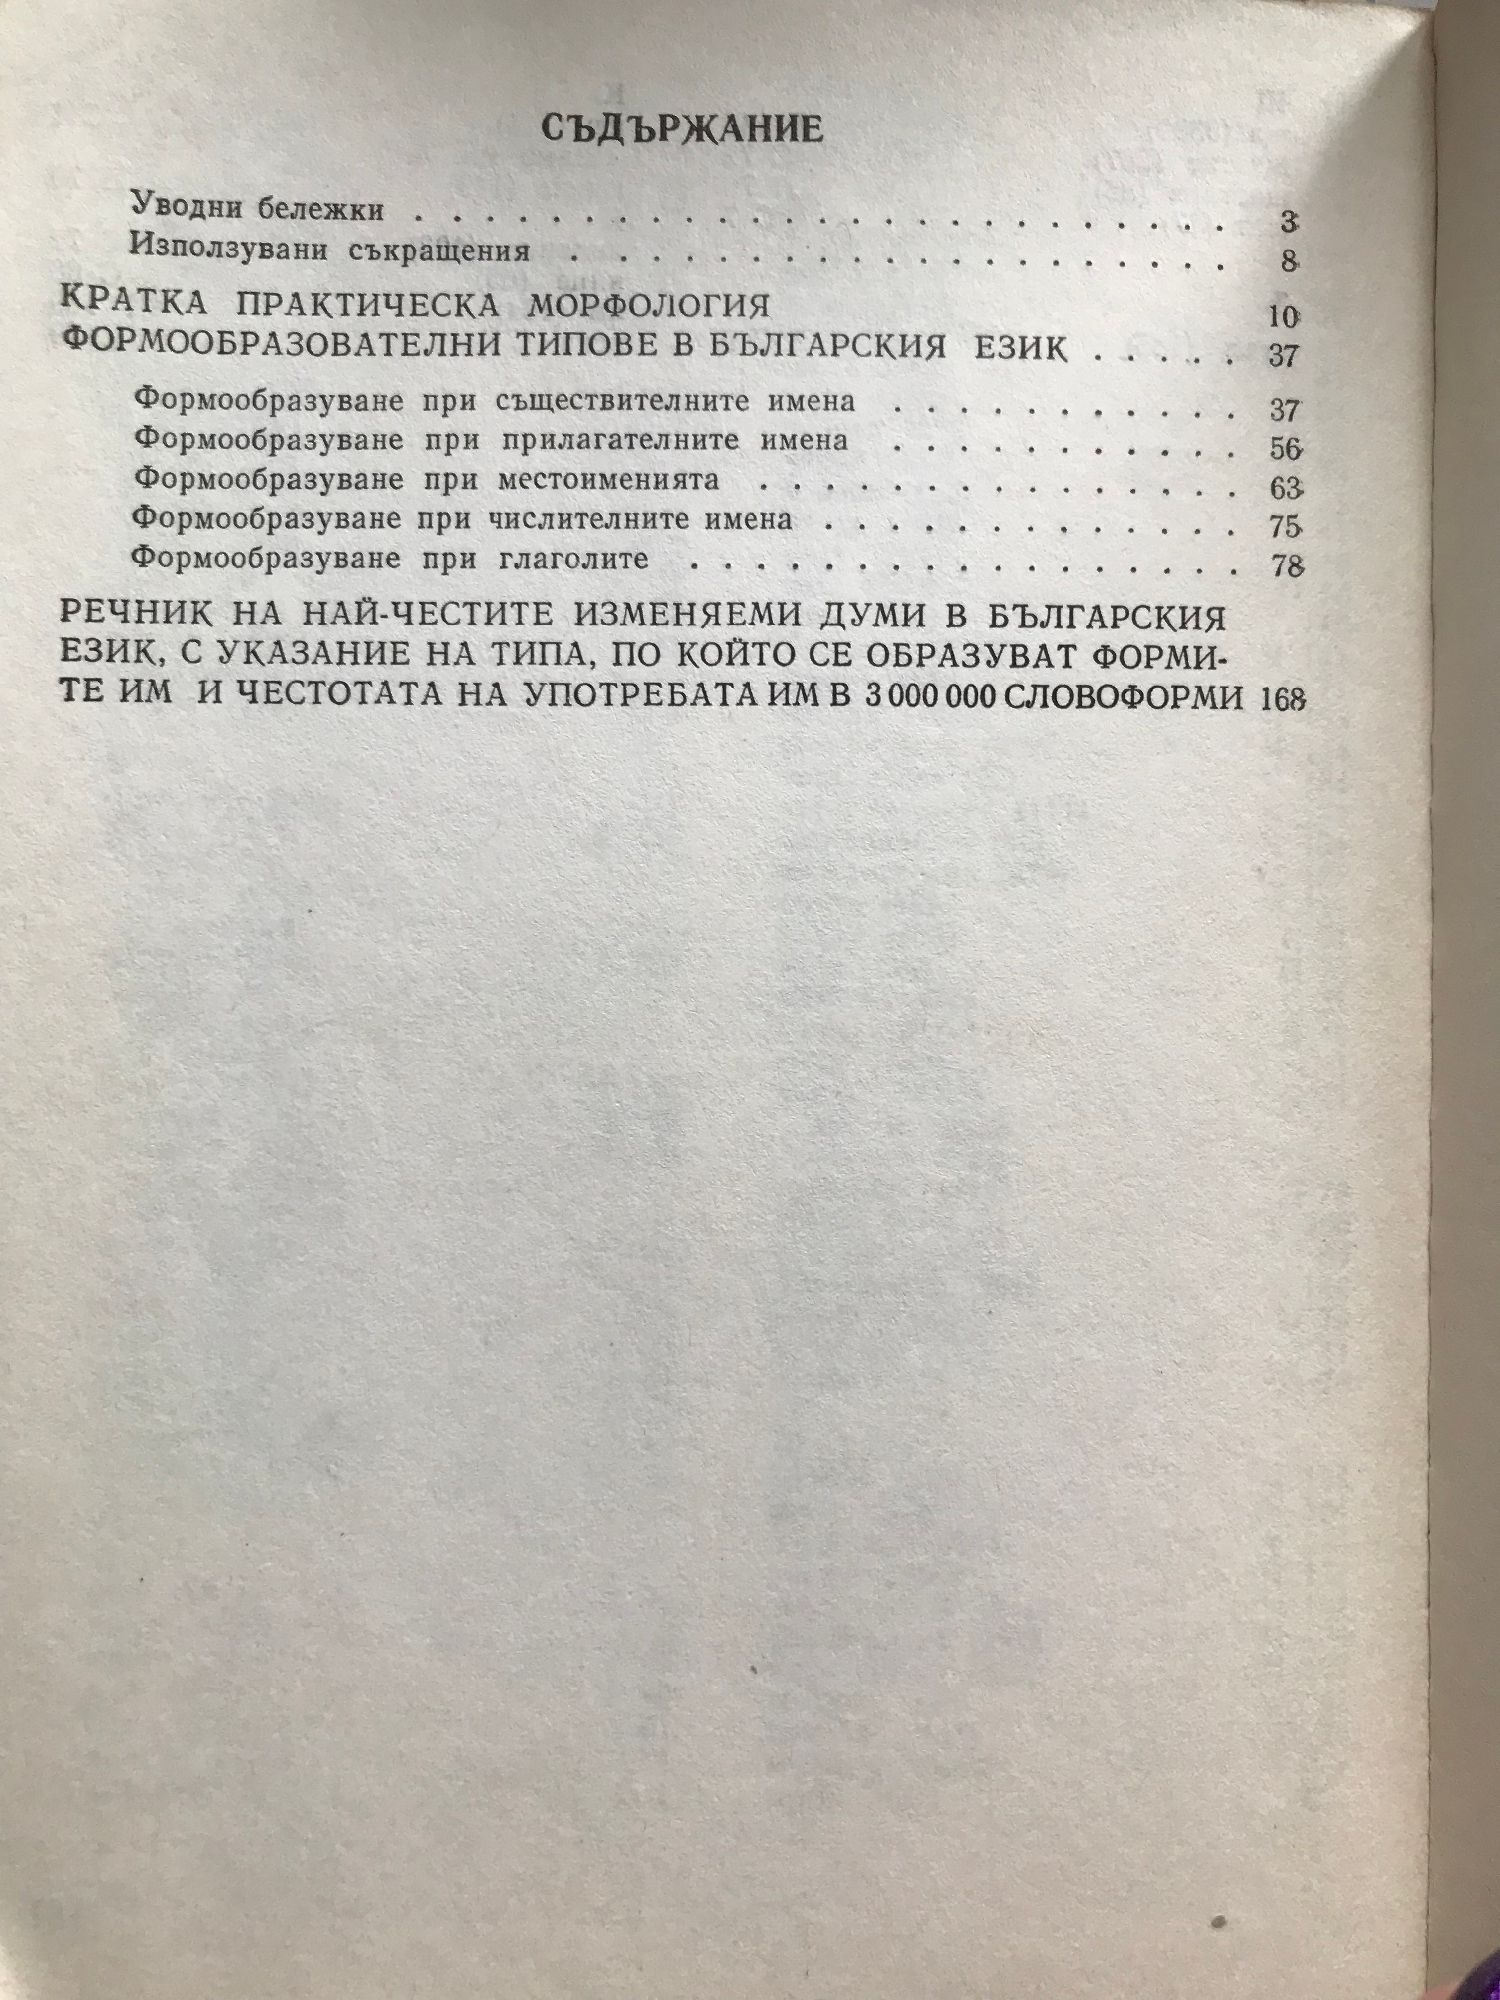 СЪДЪРЖАНИЕ
Уводни бележки . . . . . . . . . . . . . . . . . . . . . . . . . 3
Използувани съкращения . . . . . . . . . . . . . . . . . . . . 8
КРАТКА ПРАКТИЧЕСКА МОРФОЛОГИЯ 10
ФОРМООБРАЗОВАТЕЛНИ ТИПОВЕ В БЪЛГАРСКИЯ ЕЗИК . . . . . 37
Формообразуване при съществителните имена . . . . . . . . . . . 37
Формообразуване при прилагателните имена . . . . . . . . . . . 56
Формообразуване при местоименията . . . . . . . . . . . . . . . 63
Формообразуване при числителните имена . . . . . . . . . . . . . 75
Формообразуване при глаголите . . . . . . . . . . . . . . . . . 78
РЕЧНИК НА НАЙ-ЧЕСТИТЕ ИЗМЕНЯЕМИ ДУМИ В БЪЛГАРСКИЯ
ЕЗИК, С УКАЗАНИЕ НА ТИПА, ПО КОЙТО СЕ ОБРАЗУВАТ ФОРМИ-
ТЕ ИМ И ЧЕСТОТАТА НА УПОТРЕБАТА ИМ В 3 000 000 СЛОВОФОРМИ 168